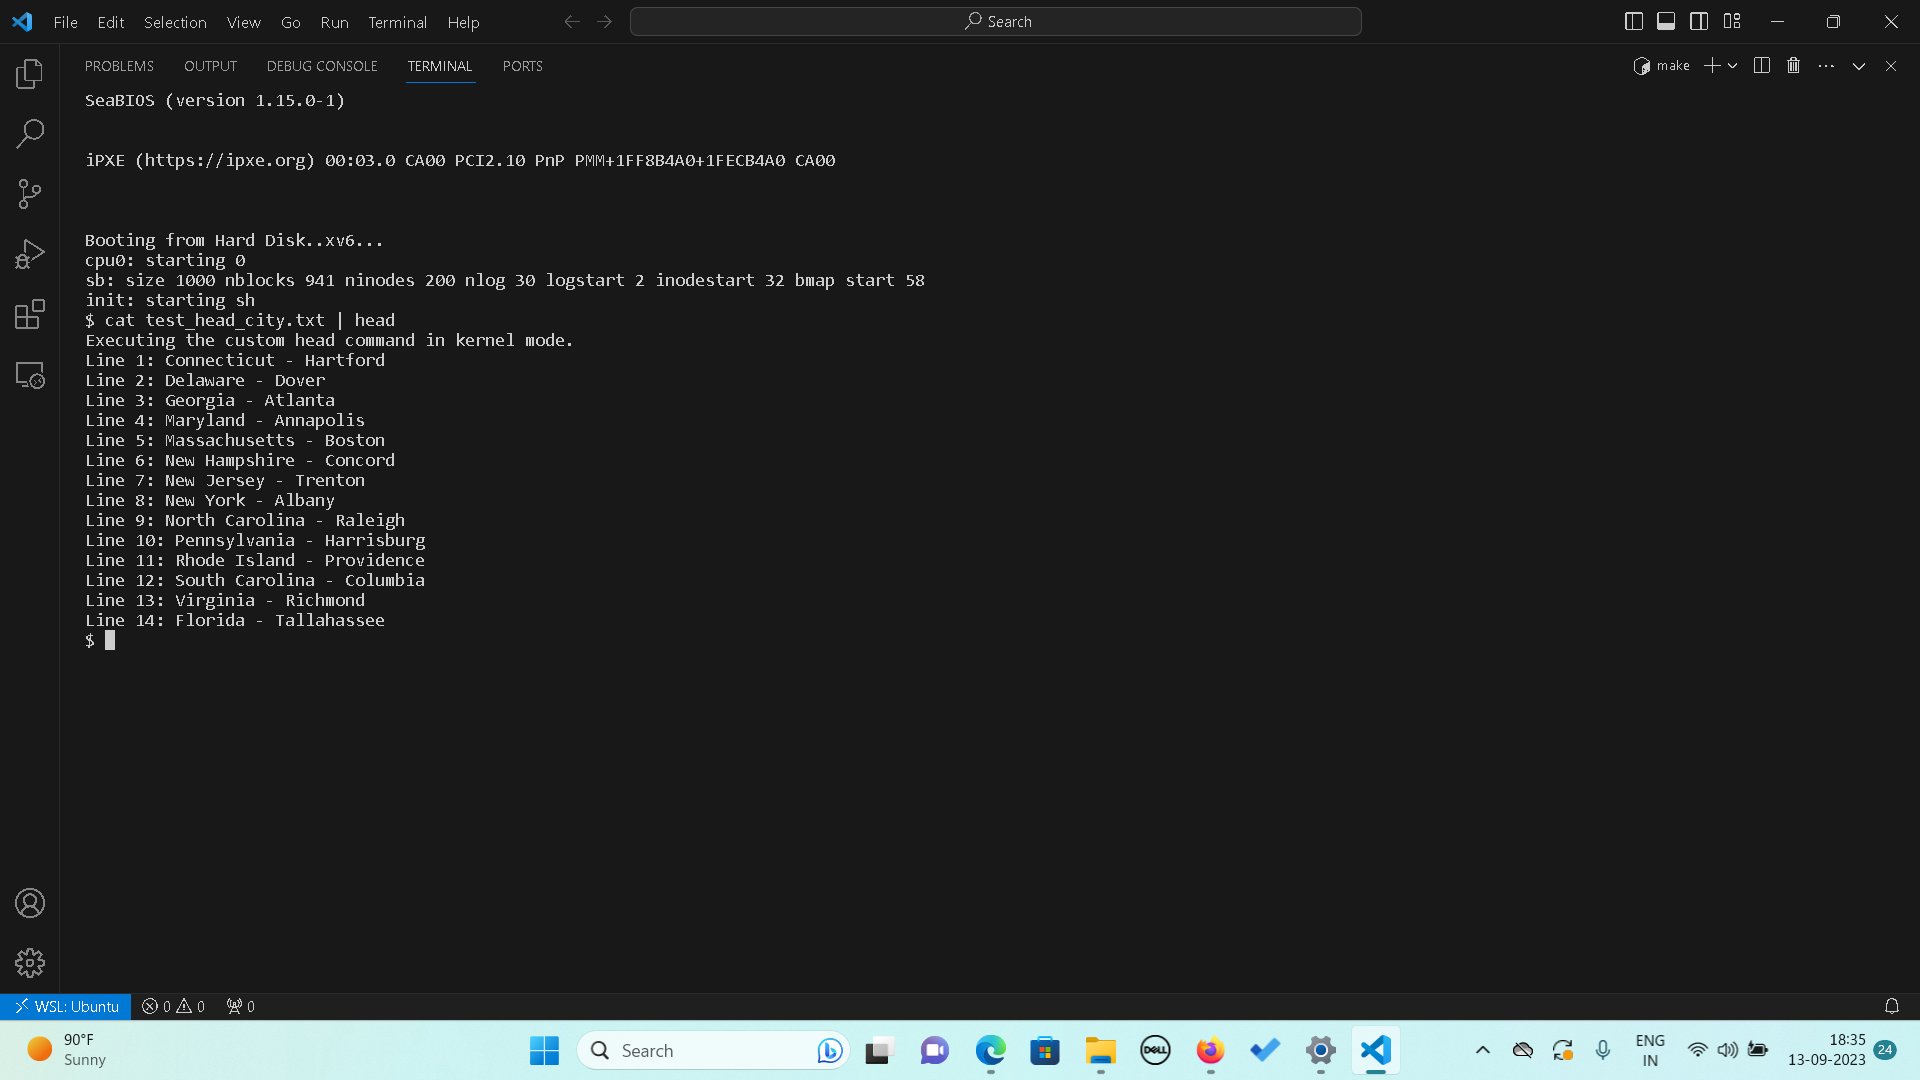 File Edit Selection View Go Run Terminal Help
Search
PROBLEMS OUTPUT DEBUG CONSOLE TERMINAL PORTS
make
SeaBIOS (version 1.15.0-1)
iPXE (https://ipxe.org) 00:03.0 CA00 PCI2.10 PnP PMM+1FF8B4A0+1FECB4A0 CA00
Booting from Hard Disk..xv6...
cpu0: starting 0
sb: size 1000 nblocks 941 ninodes 200 nlog 30 logstart 2 inodestart 32 bmap start 58
init: starting sh
$ cat test_head_city.txt | head
Executing the custom head command in kernel mode.
Line 1: Connecticut - Hartford
Line 2: Delaware - Dover
Line 3: Georgia - Atlanta
Line 4: Maryland - Annapolis
Line 5: Massachusetts - Boston
Line 6: New Hampshire - Concord
Line 7: New Jersey - Trenton
Line 8: New York - Albany
Line 9: North Carolina - Raleigh
Line 10: Pennsylvania - Harrisburg
Line 11: Rhode Island - Providence
Line 12: South Carolina - Columbia
Line 13: Virginia - Richmond
Line 14: Florida - Tallahassee
$
WSL: Ubuntu 0 0 0
90°F
Sunny
Search
DELL
ENG
IN
18:35
13-09-2023
24